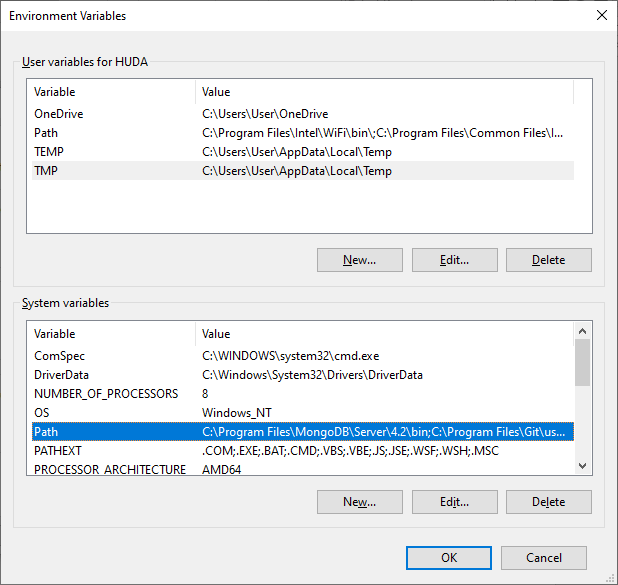 Environment Variables
User variables for HUDA
Variable Value
OneDrive C:\Users\User\OneDrive
Path C:\Program Files\Intel\WiFi\bin\;C:\Program Files\Common Files\I...
TEMP C:\Users\User\AppData\Local\Temp
TMP C:\Users\User\AppData\Local\Temp
New... Edit... Delete
System variables
Variable Value
ComSpec C:\WINDOWS\system32\cmd.exe
DriverData C:\Windows\System32\Drivers\DriverData
NUMBER_OF_PROCESSORS 8
OS Windows_NT
Path C:\Program Files\MongoDB\Server\4.2\bin;C:\Program Files\Git\us...
PATHEXT .COM;.EXE;.BAT;.CMD;.VBS;.VBE;.JS;.JSE;.WSF;.WSH;.MSC
PROCESSOR_ARCHITECTURE AMD64
New... Edit... Delete
OK Cancel